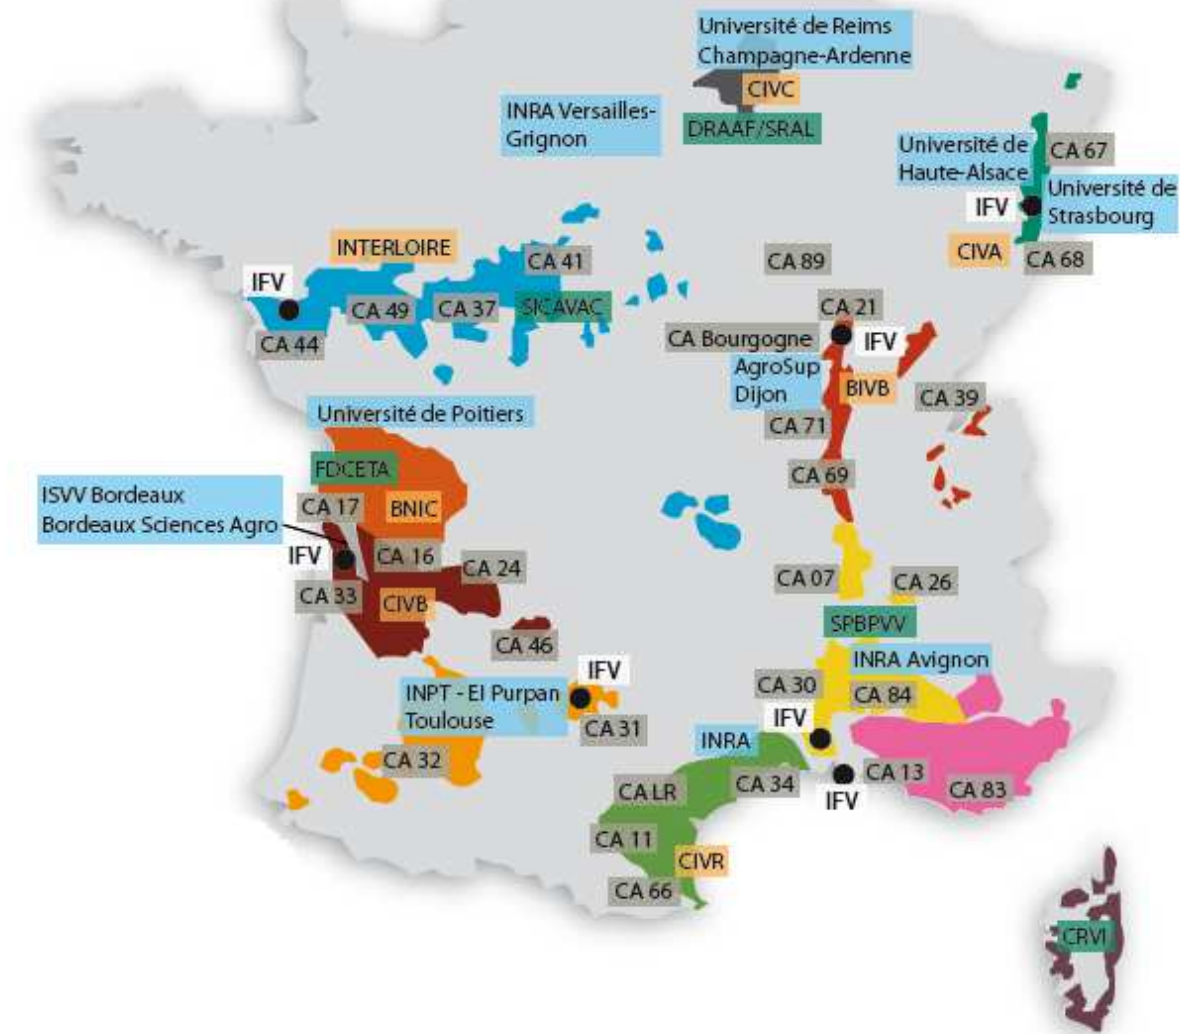 Université de Reims
Champagne-Ardenne
CIVC
INRA Versailles-
Grignon
DRAAF/SRAL
Université de
Haute-Alsace
CA 67
Université de
Strasbourg
IFV
CIVA
CA 68
INTERLOIRE
CA 41
CA 89
IFV
CA 49
CA 37
SICAVAC
CA 44
CA 21
CA Bourgogne
IFV
AgroSup
Dijon
BIVB
CA 39
CA 71
CA 69
Université de Poitiers
FDCETA
ISVV Bordeaux
Bordeaux Sciences Agro
CA 17
BNIC
IFV
CA 16
CA 24
CA 33
CIVB
CA 46
CA 07
CA 26
SPBPVV
INRA Avignon
IFV
INPT - EI Purpan
Toulouse
CA 30
CA 84
IFV
CA 31
INRA
CA 32
CA 34
CA 13
IFV
CA 83
CA LR
CA 11
CIVR
CA 66
CRVI